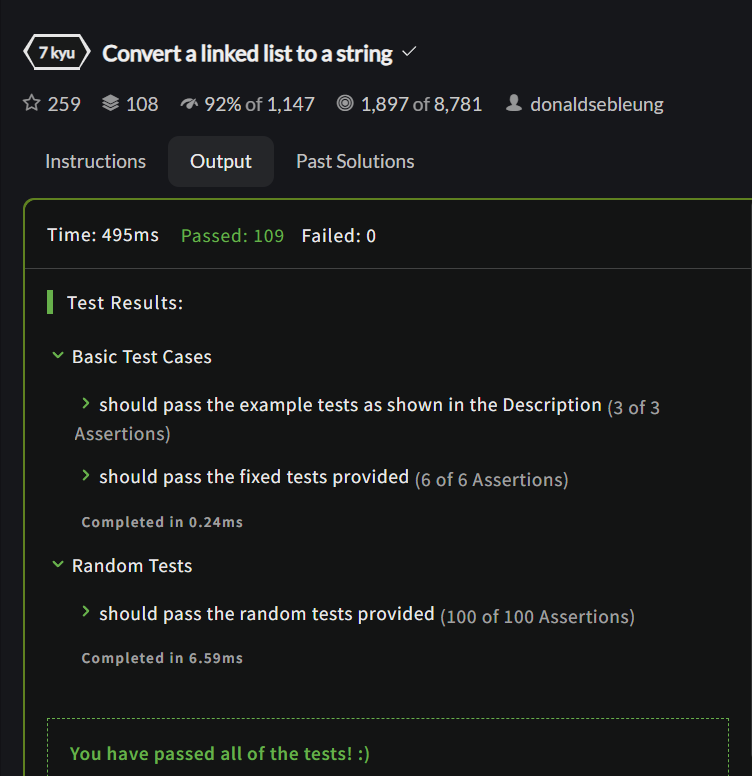 7 kyu Convert a linked list to a string
259 108 92% of 1,147 1,897 of 8,781 donaldsebleung
Instructions Output Past Solutions
Time: 495ms Passed: 109 Failed: 0
Test Results:
Basic Test Cases
should pass the example tests as shown in the Description (3 of 3
Assertions)
should pass the fixed tests provided (6 of 6 Assertions)
Completed in 0.24ms
Random Tests
should pass the random tests provided (100 of 100 Assertions)
Completed in 6.59ms
You have passed all of the tests! :)